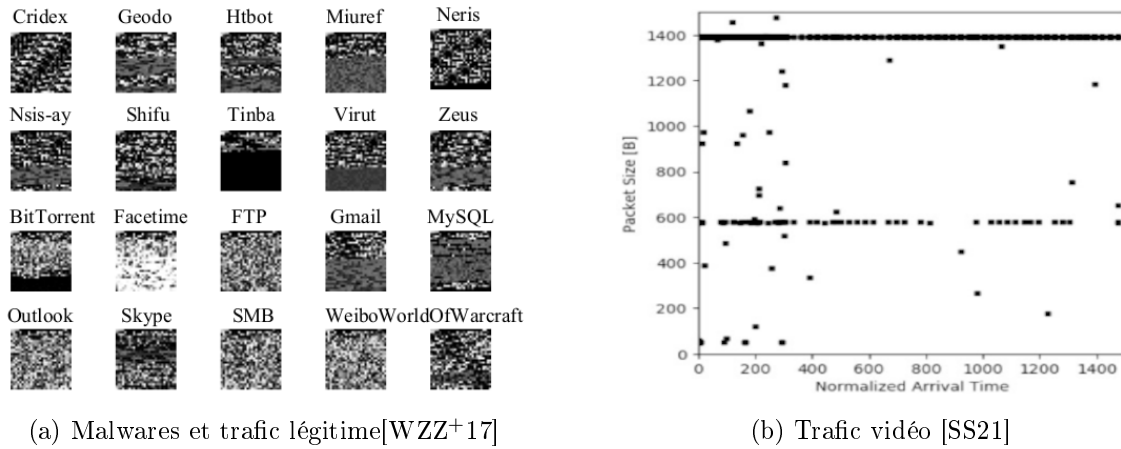 Cridex Geodo Htbot Miuref Neris
Nsis-ay Shifu Tinba Virut Zeus
BitTorrent Facetime FTP Gmail MySQL
Outlook Skype SMB WeiboWorldOfWarcraft
(a) Malwares et trafic légitime[WZZ+17]
1400
1200
1000
800
600
400
200
0
Packet Size [B]
0 200 400 600 800 1000 1200 1400
Normalized Arrival Time
(b) Trafic vidéo [SS21]